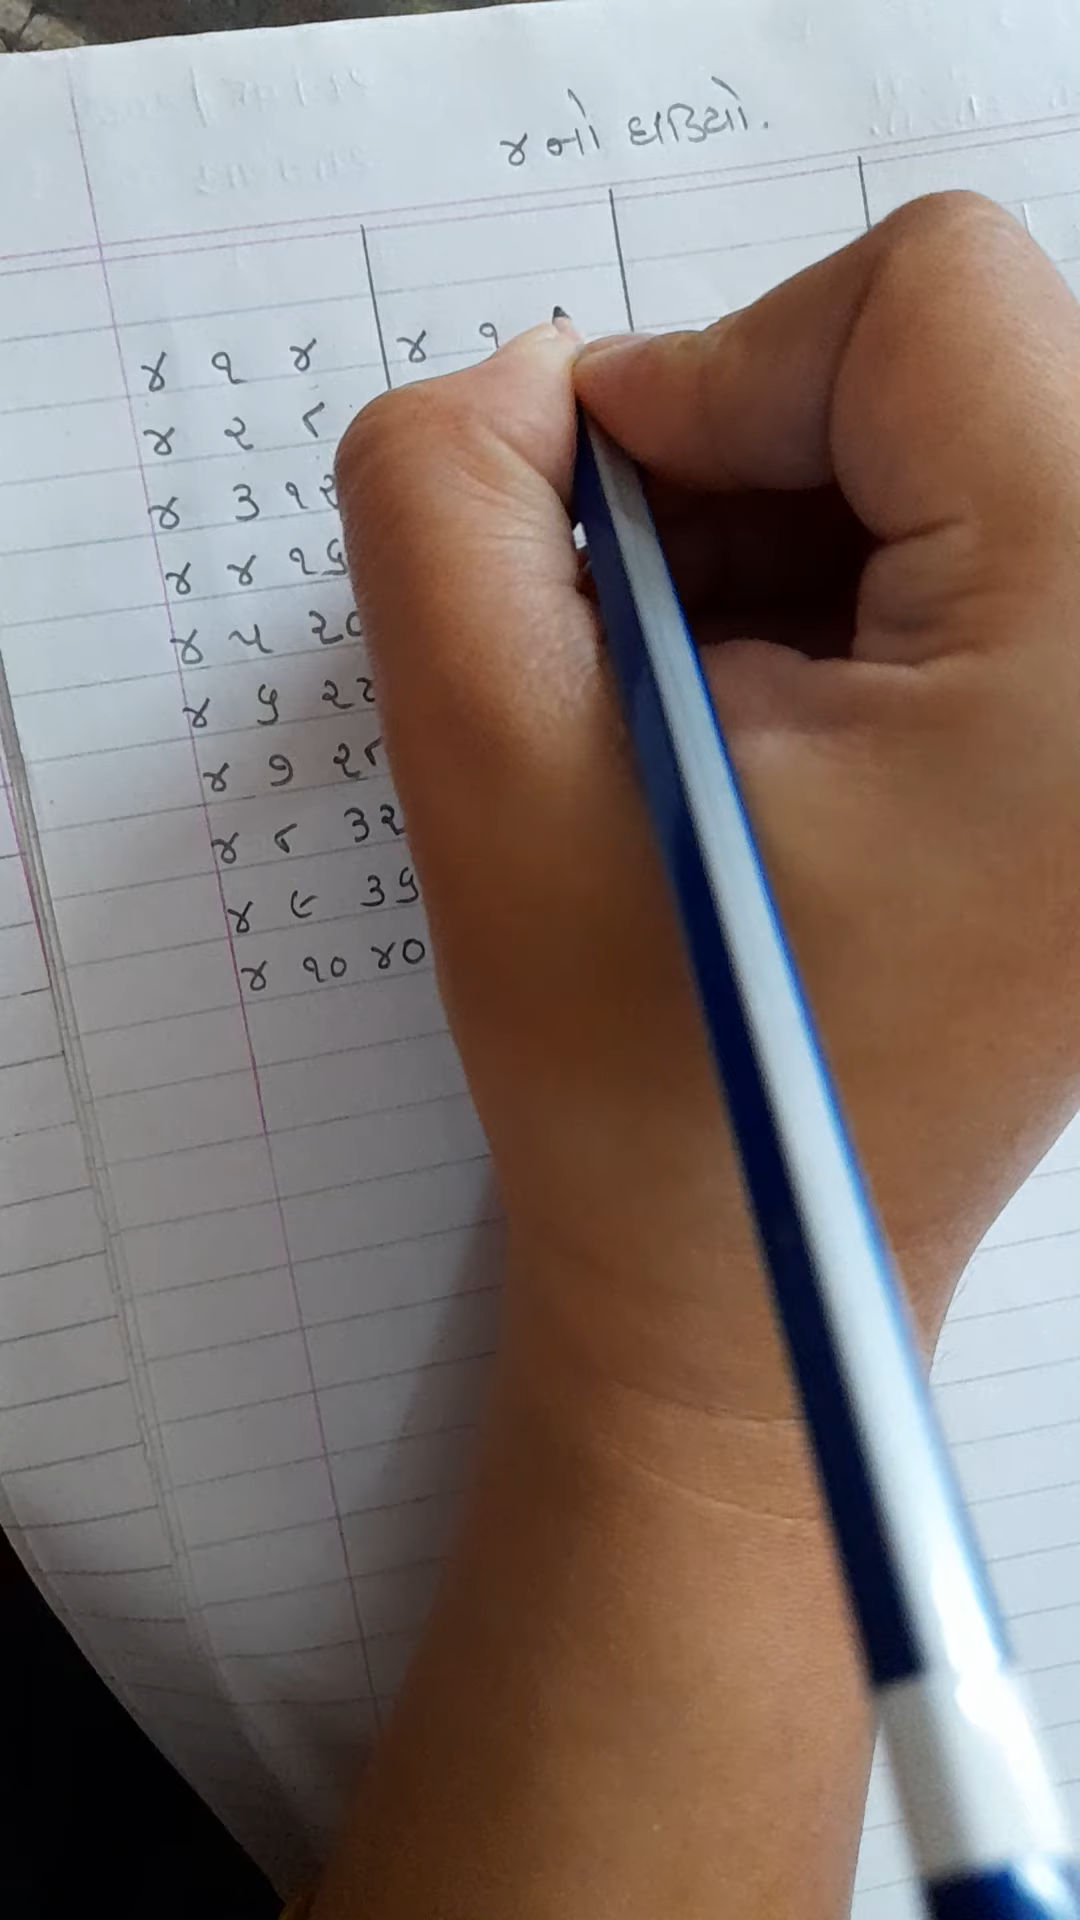 ૪ નો ઘડિયો.
૪ ૧ ૪ ૪ ૧
૪ ૨ ૮
૪ ૩ ૧૨
૪ ૪ ૧૬
૪ ૫ ૨૦
૪ ૬ ૨૪
૪ ૭ ૨૮
૪ ૮ ૩૨
૪ ૯ ૩૬
૪ ૧૦ ૪૦